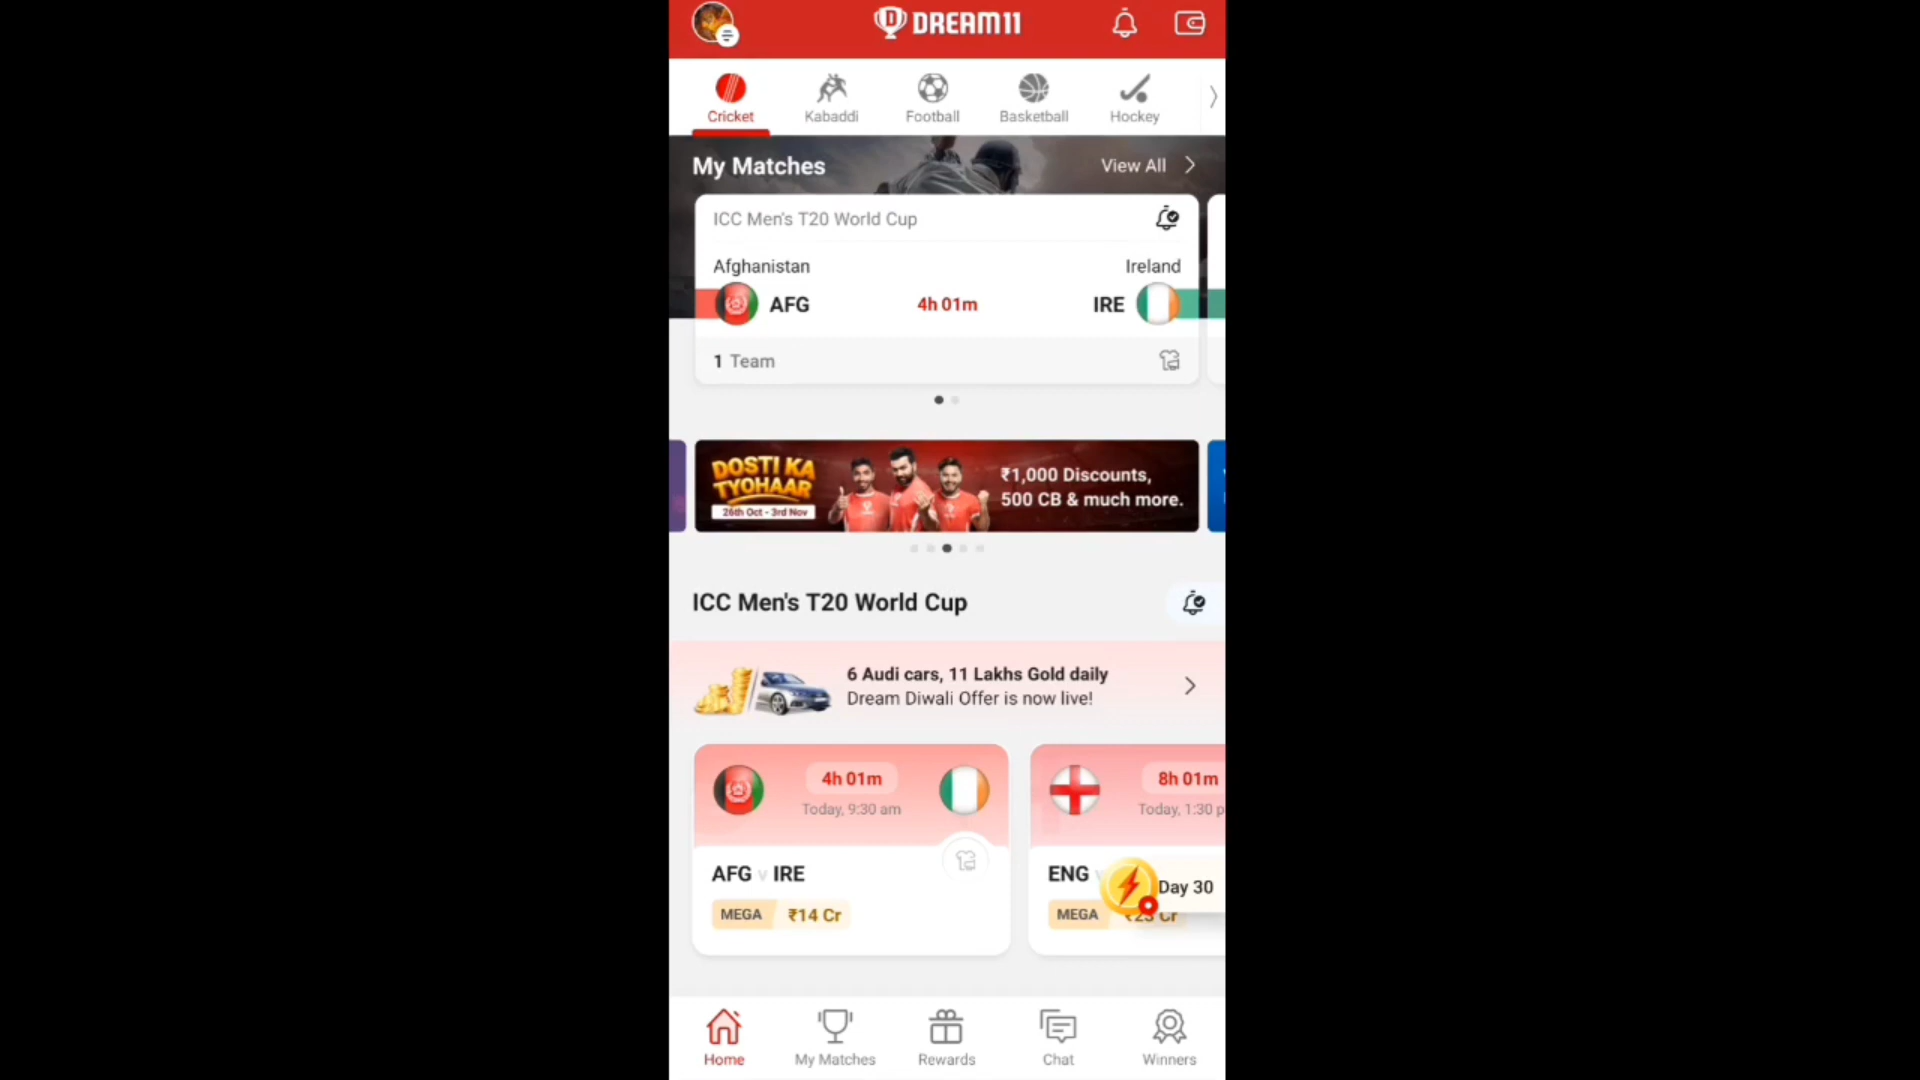 DREAM11
Cricket
Kabaddi
Football
Basketball
Hockey
My Matches
View All
ICC Men's T20 World Cup
Afghanistan
Ireland
AFG
4h 01m
IRE
1 Team
DOSTI KA
TYOHAAR
26th Oct - 3rd Nov
₹1,000 Discounts,
500 CB & much more.
ICC Men's T20 World Cup
6 Audi cars, 11 Lakhs Gold daily
Dream Diwali Offer is now live!
4h 01m
Today, 9:30 am
8h 01m
Today, 1:30 p
AFG v IRE
ENG
Day 30
MEGA ₹14 Cr
MEGA ₹23 Cr
Home
My Matches
Rewards
Chat
Winners